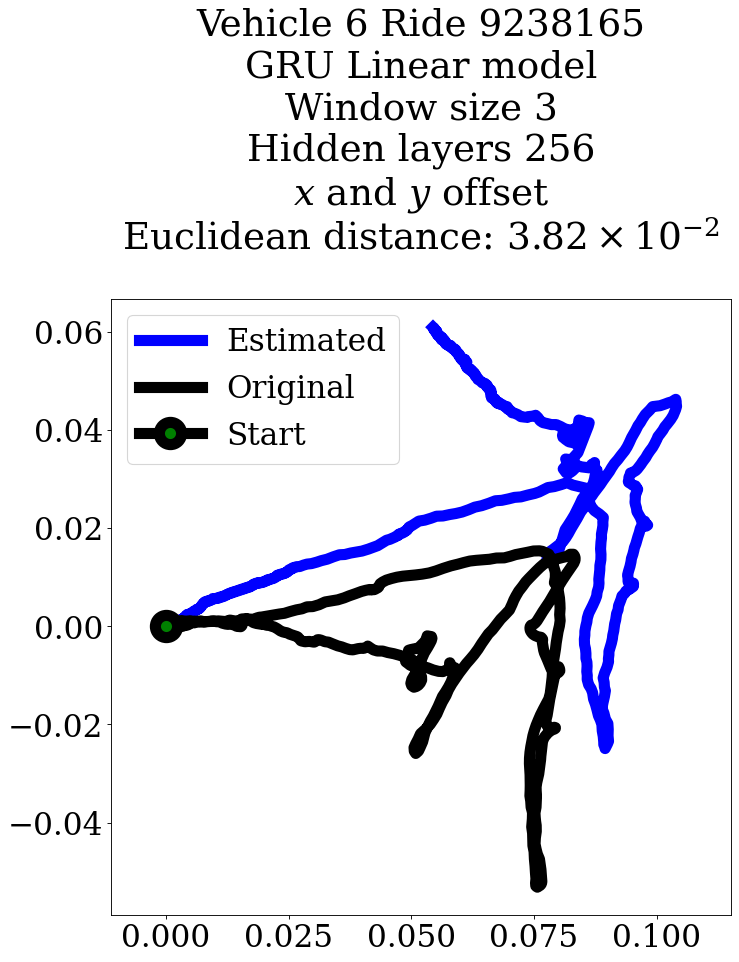 Vehicle 6 Ride 9238165
GRU Linear model
Window size 3
Hidden layers 256
x and y offset
Euclidean distance: 3.82 × 10⁻²
Estimated
Original
Start
0.06
0.04
0.02
0.00
−0.02
−0.04
0.000 0.025 0.050 0.075 0.100